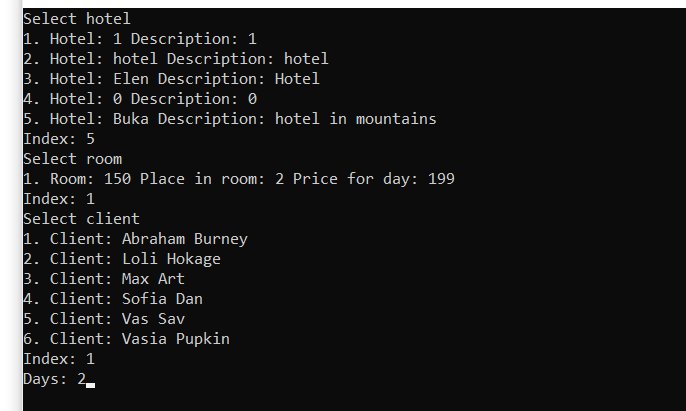 Select hotel
1. Hotel: 1 Description: 1
2. Hotel: hotel Description: hotel
3. Hotel: Elen Description: Hotel
4. Hotel: 0 Description: 0
5. Hotel: Buka Description: hotel in mountains
Index: 5
Select room
1. Room: 150 Place in room: 2 Price for day: 199
Index: 1
Select client
1. Client: Abraham Burney
2. Client: Loli Hokage
3. Client: Max Art
4. Client: Sofia Dan
5. Client: Vas Sav
6. Client: Vasia Pupkin
Index: 1
Days: 2